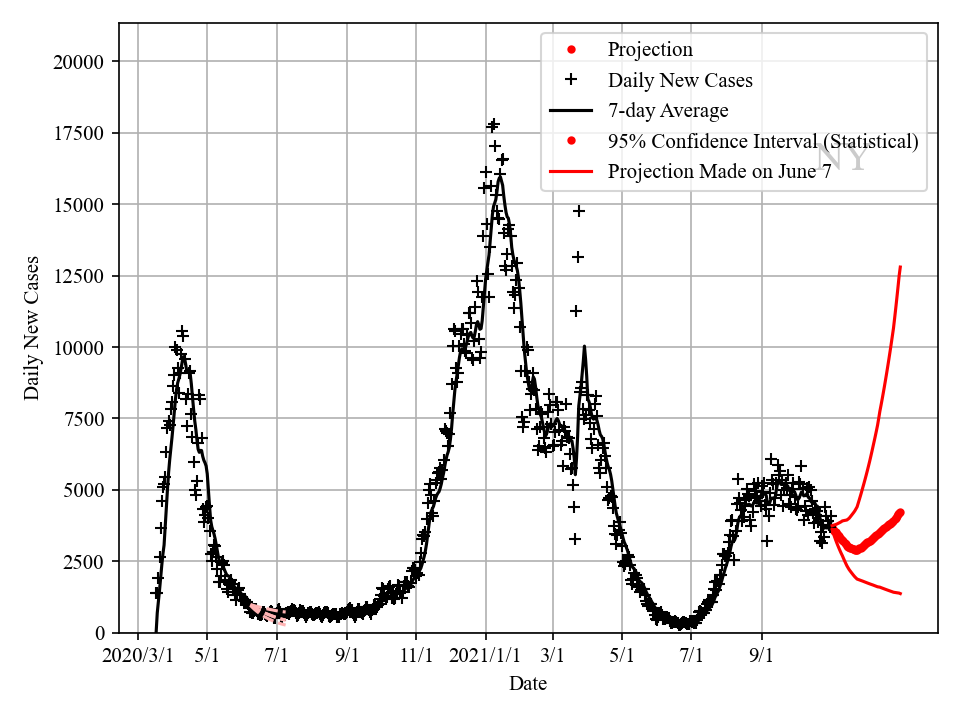 20000
17500
15000
12500
10000
7500
5000
2500
0
Daily New Cases
Projection
Daily New Cases
7-day Average
95% Confidence Interval (Statistical)
NY
Projection Made on June 7
2020/3/1 5/1 7/1 9/1 11/1 2021/1/1 3/1 5/1 7/1 9/1
Date